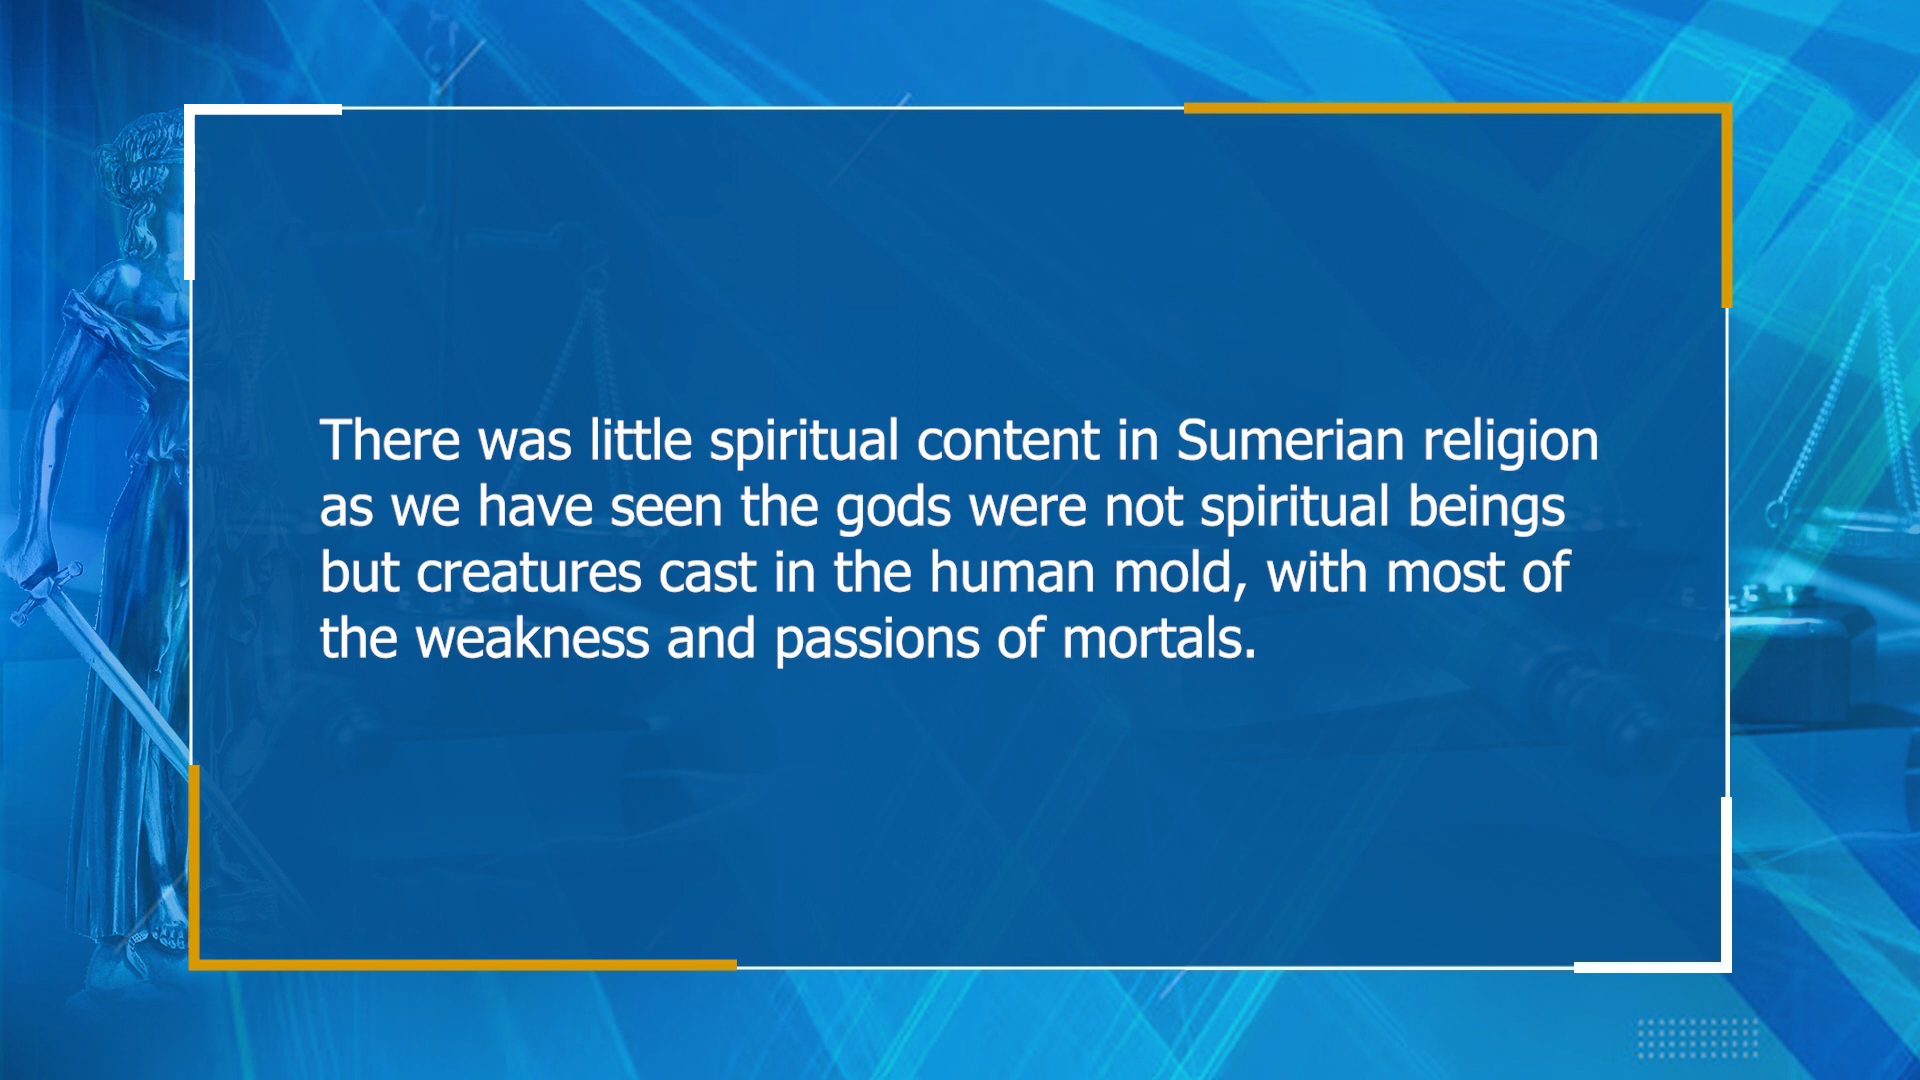 There was little spiritual content in Sumerian religion
as we have seen the gods were not spiritual beings
but creatures cast in the human mold, with most of
the weakness and passions of mortals.